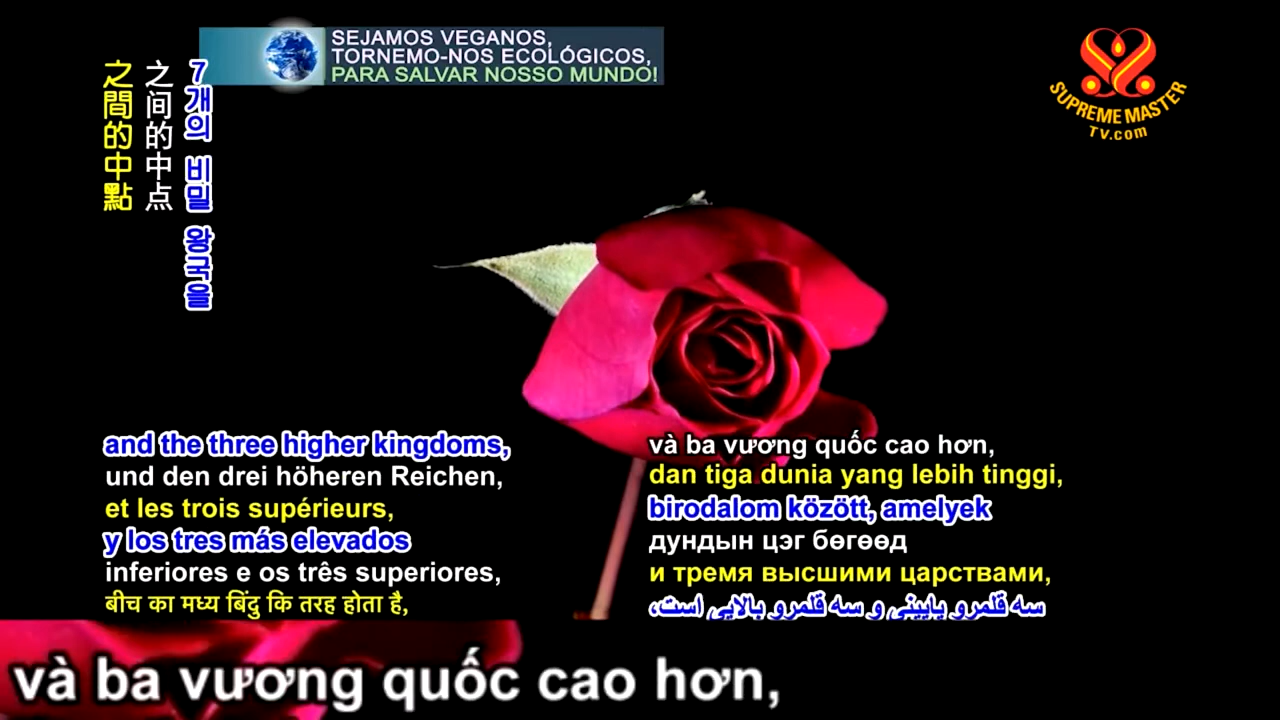 SEJAMOS VEGANOS,
TORNEMO-NOS ECOLÓGICOS,
PARA SALVAR NOSSO MUNDO!
SUPREME MASTER
TV.com
7개의 비밀 왕국을
之间的中点
之間的中點
and the three higher kingdoms,
und den drei höheren Reichen,
et les trois supérieurs,
y los tres más elevados
inferiores e os três superiores,
बीच का मध्य बिंदु कि तरह होता है,
và ba vương quốc cao hơn,
dan tiga dunia yang lebih tinggi,
birodalom között, amelyek
дундын цэг бөгөөд
и тремя высшими царствами,
سه قلمرو پایینی و سه قلمرو بالایی است،
và ba vương quốc cao hơn,